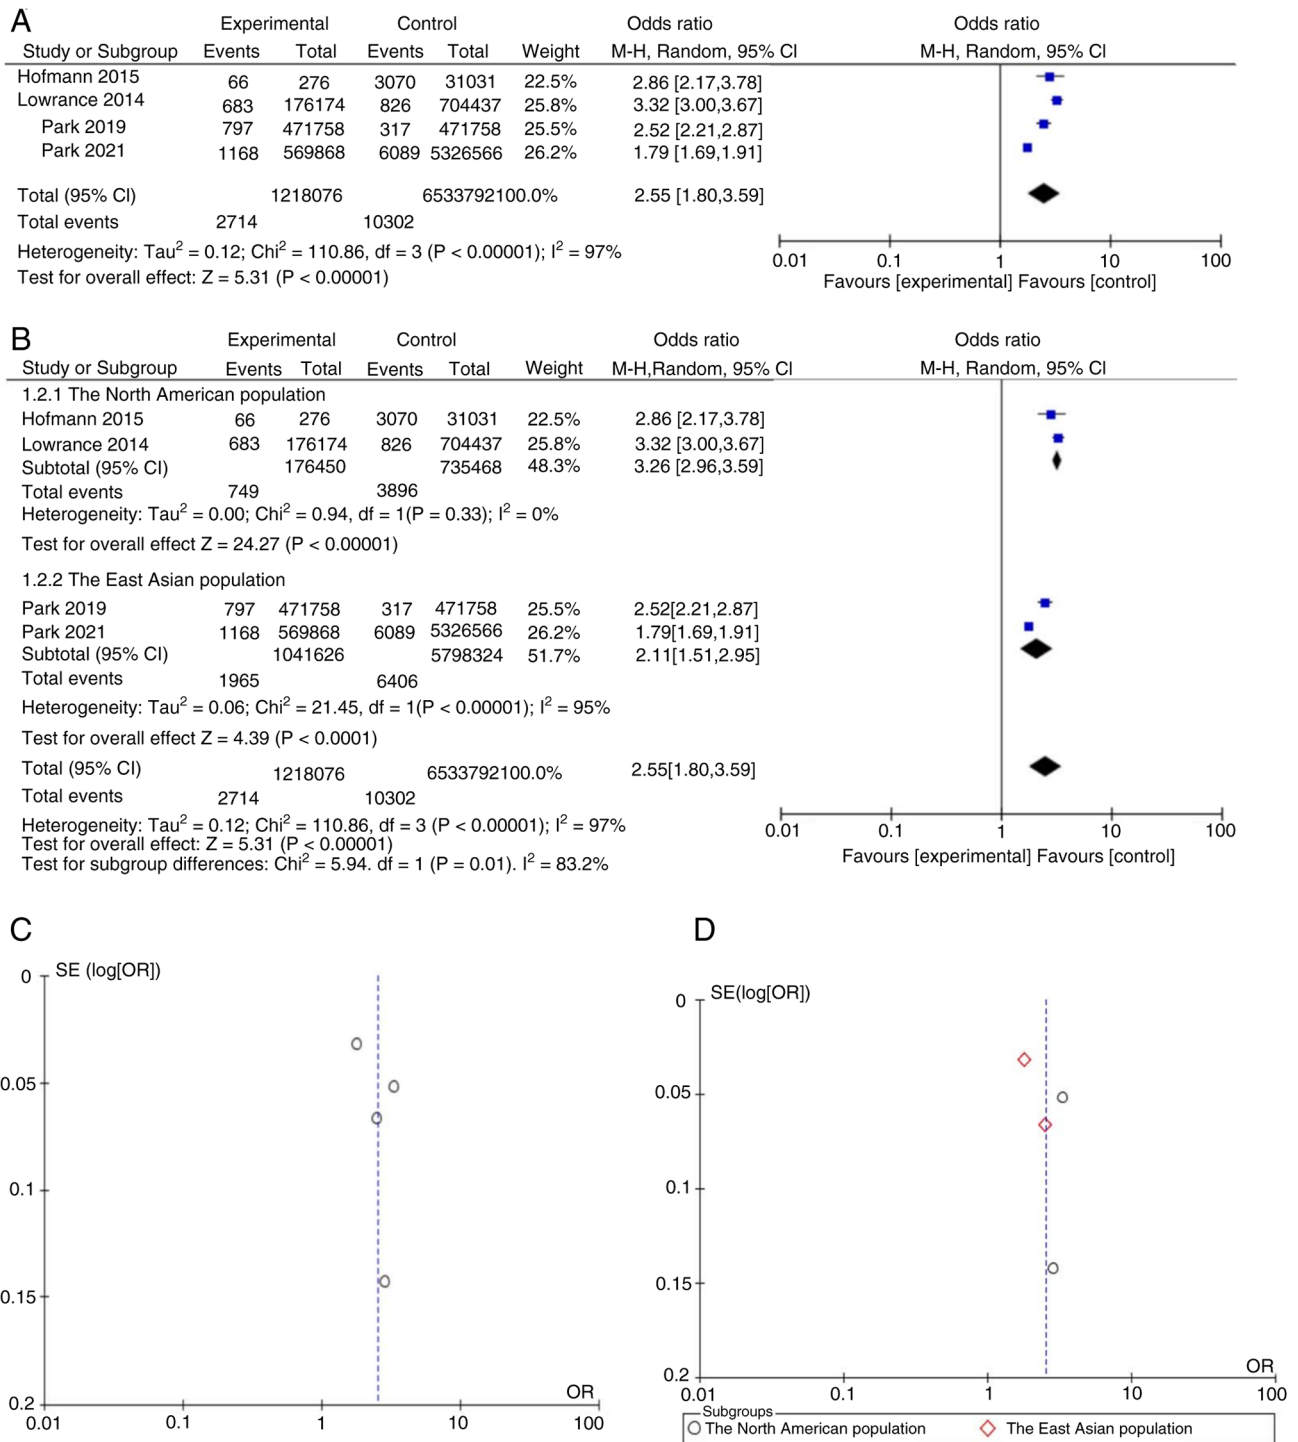 A
Experimental Control Odds ratio Odds ratio
Study or Subgroup Events Total Events Total Weight M-H, Random, 95% CI M-H, Random, 95% CI
Hofmann 2015 66 276 3070 31031 22.5% 2.86 [2.17,3.78]
Lowrance 2014 683 176174 826 704437 25.8% 3.32 [3.00,3.67]
Park 2019 797 471758 317 471758 25.5% 2.52 [2.21,2.87]
Park 2021 1168 569868 6089 5326566 26.2% 1.79 [1.69,1.91]
Total (95% CI) 1218076 6533792100.0% 2.55 [1.80,3.59]
Total events 2714 10302
Heterogeneity: Tau² = 0.12; Chi² = 110.86, df = 3 (P < 0.00001); I² = 97%
Test for overall effect: Z = 5.31 (P < 0.00001)
0.01 0.1 1 10 100
Favours [experimental] Favours [control]
B
Experimental Control Odds ratio Odds ratio
Study or Subgroup Events Total Events Total Weight M-H,Random, 95% CI M-H, Random, 95% CI
1.2.1 The North American population
Hofmann 2015 66 276 3070 31031 22.5% 2.86 [2.17,3.78]
Lowrance 2014 683 176174 826 704437 25.8% 3.32 [3.00,3.67]
Subtotal (95% CI) 176450 735468 48.3% 3.26 [2.96,3.59]
Total events 749 3896
Heterogeneity: Tau² = 0.00; Chi² = 0.94, df = 1(P = 0.33); I² = 0%
Test for overall effect Z = 24.27 (P < 0.00001)
1.2.2 The East Asian population
Park 2019 797 471758 317 471758 25.5% 2.52[2.21,2.87]
Park 2021 1168 569868 6089 5326566 26.2% 1.79[1.69,1.91]
Subtotal (95% CI) 1041626 5798324 51.7% 2.11[1.51,2.95]
Total events 1965 6406
Heterogeneity: Tau² = 0.06; Chi² = 21.45, df = 1(P < 0.00001); I² = 95%
Test for overall effect Z = 4.39 (P < 0.0001)
Total (95% CI) 1218076 6533792100.0% 2.55[1.80,3.59]
Total events 2714 10302
Heterogeneity: Tau² = 0.12; Chi² = 110.86, df = 3 (P < 0.00001); I² = 97%
Test for overall effect: Z = 5.31 (P < 0.00001)
Test for subgroup differences: Chi² = 5.94. df = 1 (P = 0.01). I² = 83.2%
0.01 0.1 1 10 100
Favours [experimental] Favours [control]
C
SE (log[OR])
0
0.05
0.1
0.15
0.2
OR
0.01 0.1 1 10 100
D
SE(log[OR])
0
0.05
0.1
0.15
0.2
OR
0.01 0.1 1 10 100
Subgroups
The North American population The East Asian population